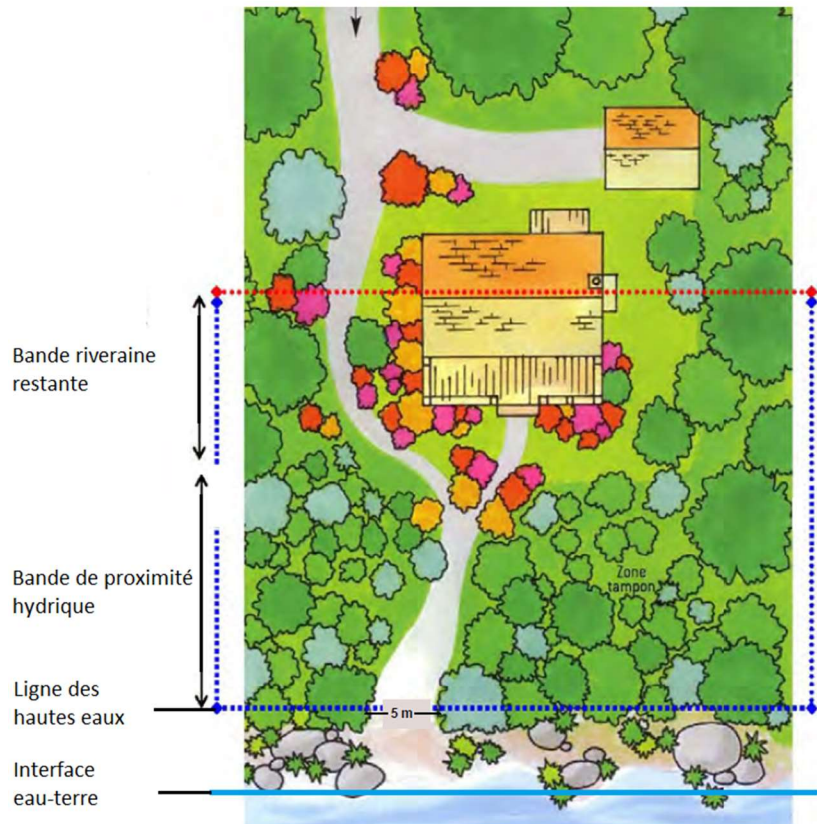 Bande riveraine
restante
Bande de proximité
hydrique
Zone
tampon
Ligne des
hautes eaux
5 m
Interface
eau-terre